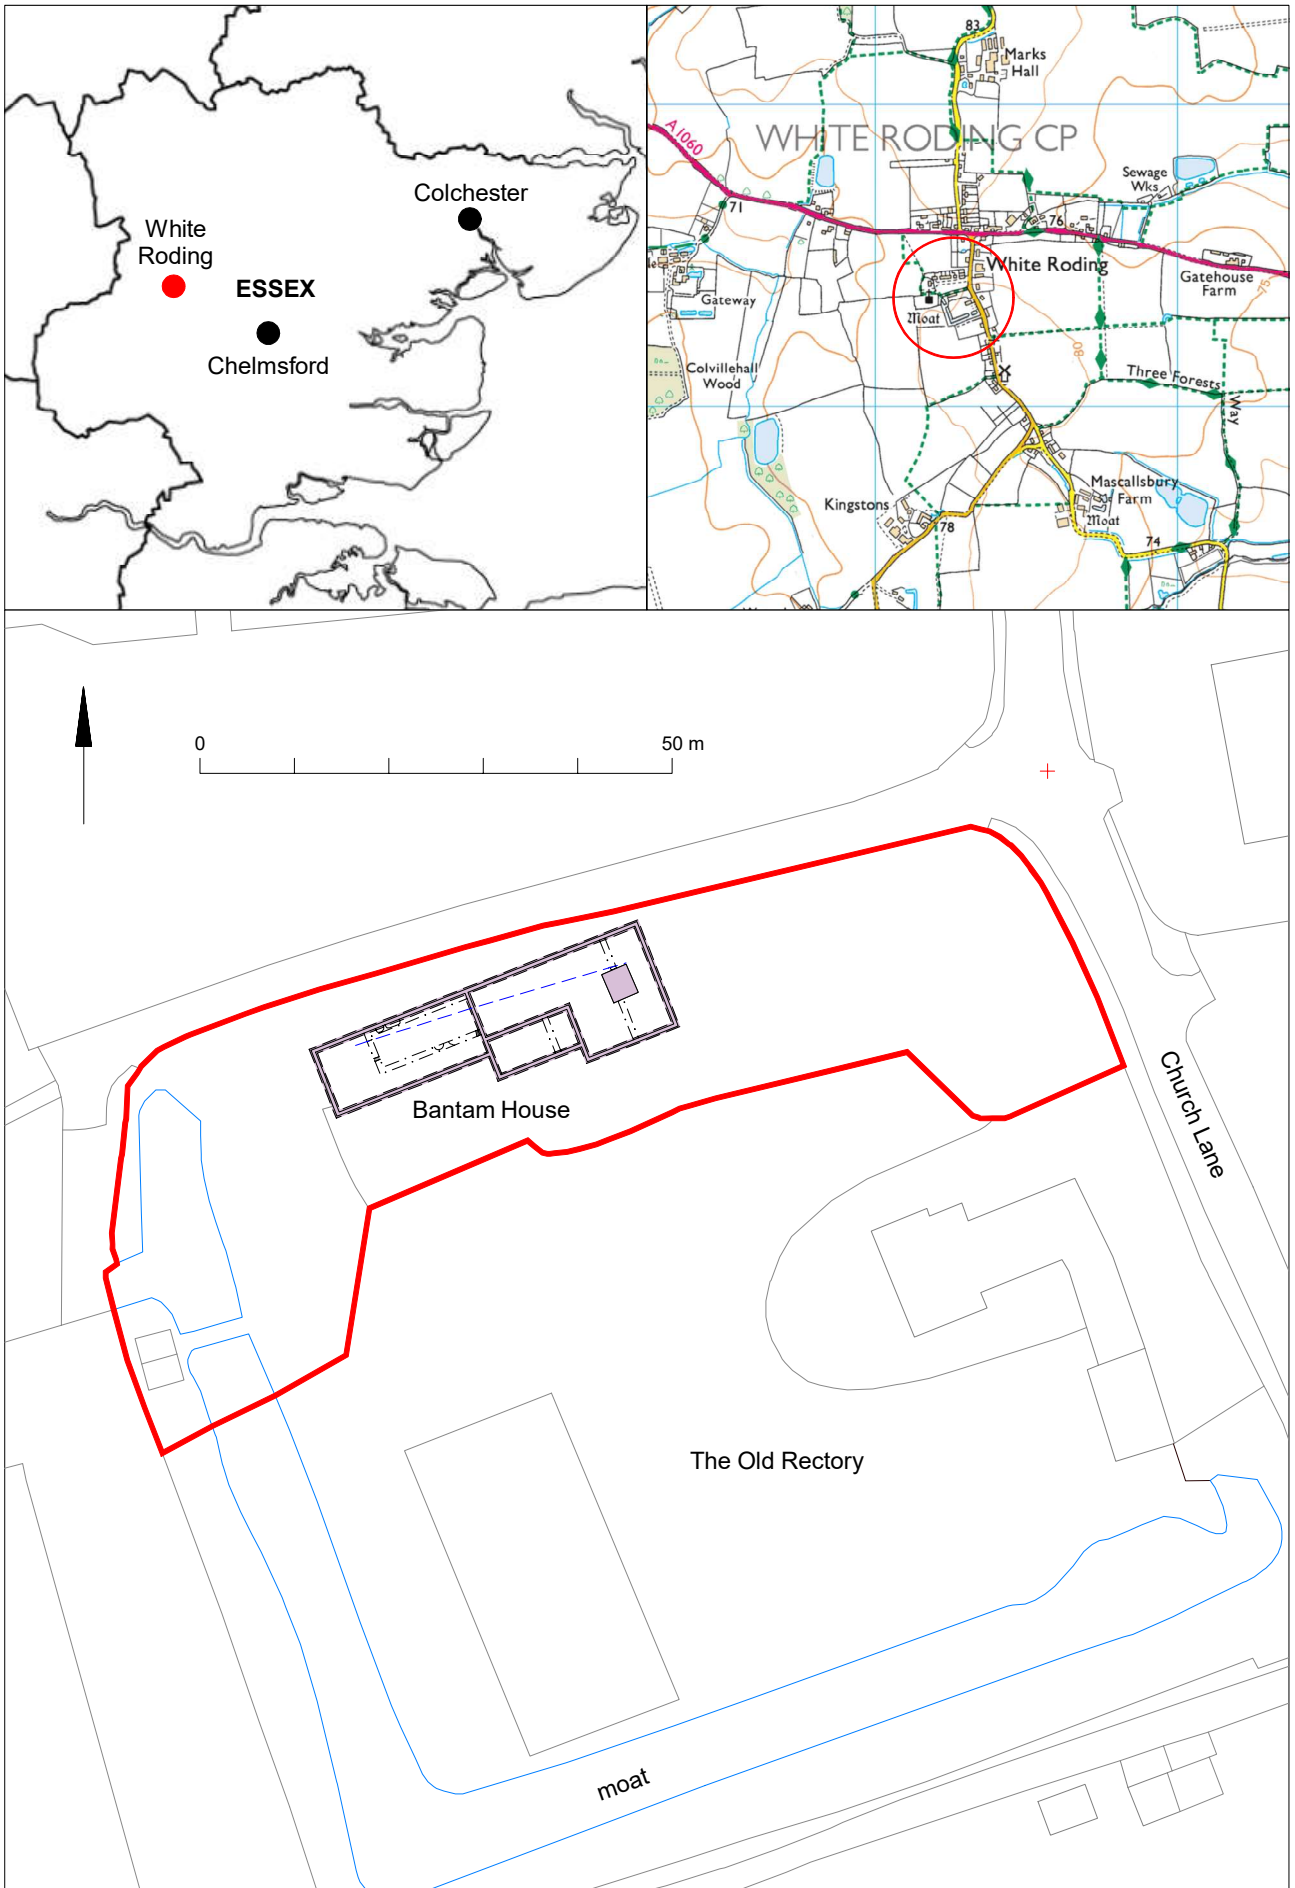 Colchester
White
Roding
ESSEX
Chelmsford
83
Marks
Hall
A1060
WHITE RODING CP
Sewage
Wks
71
76
White Roding
Gatehouse
Farm
75
Gateway
Moat
80
Colvillehall
Wood
Three Forests
Way
Mascallsbury
Farm
Kingstons
78
Moat
74
0
50 m
Bantam House
Church Lane
The Old Rectory
moat